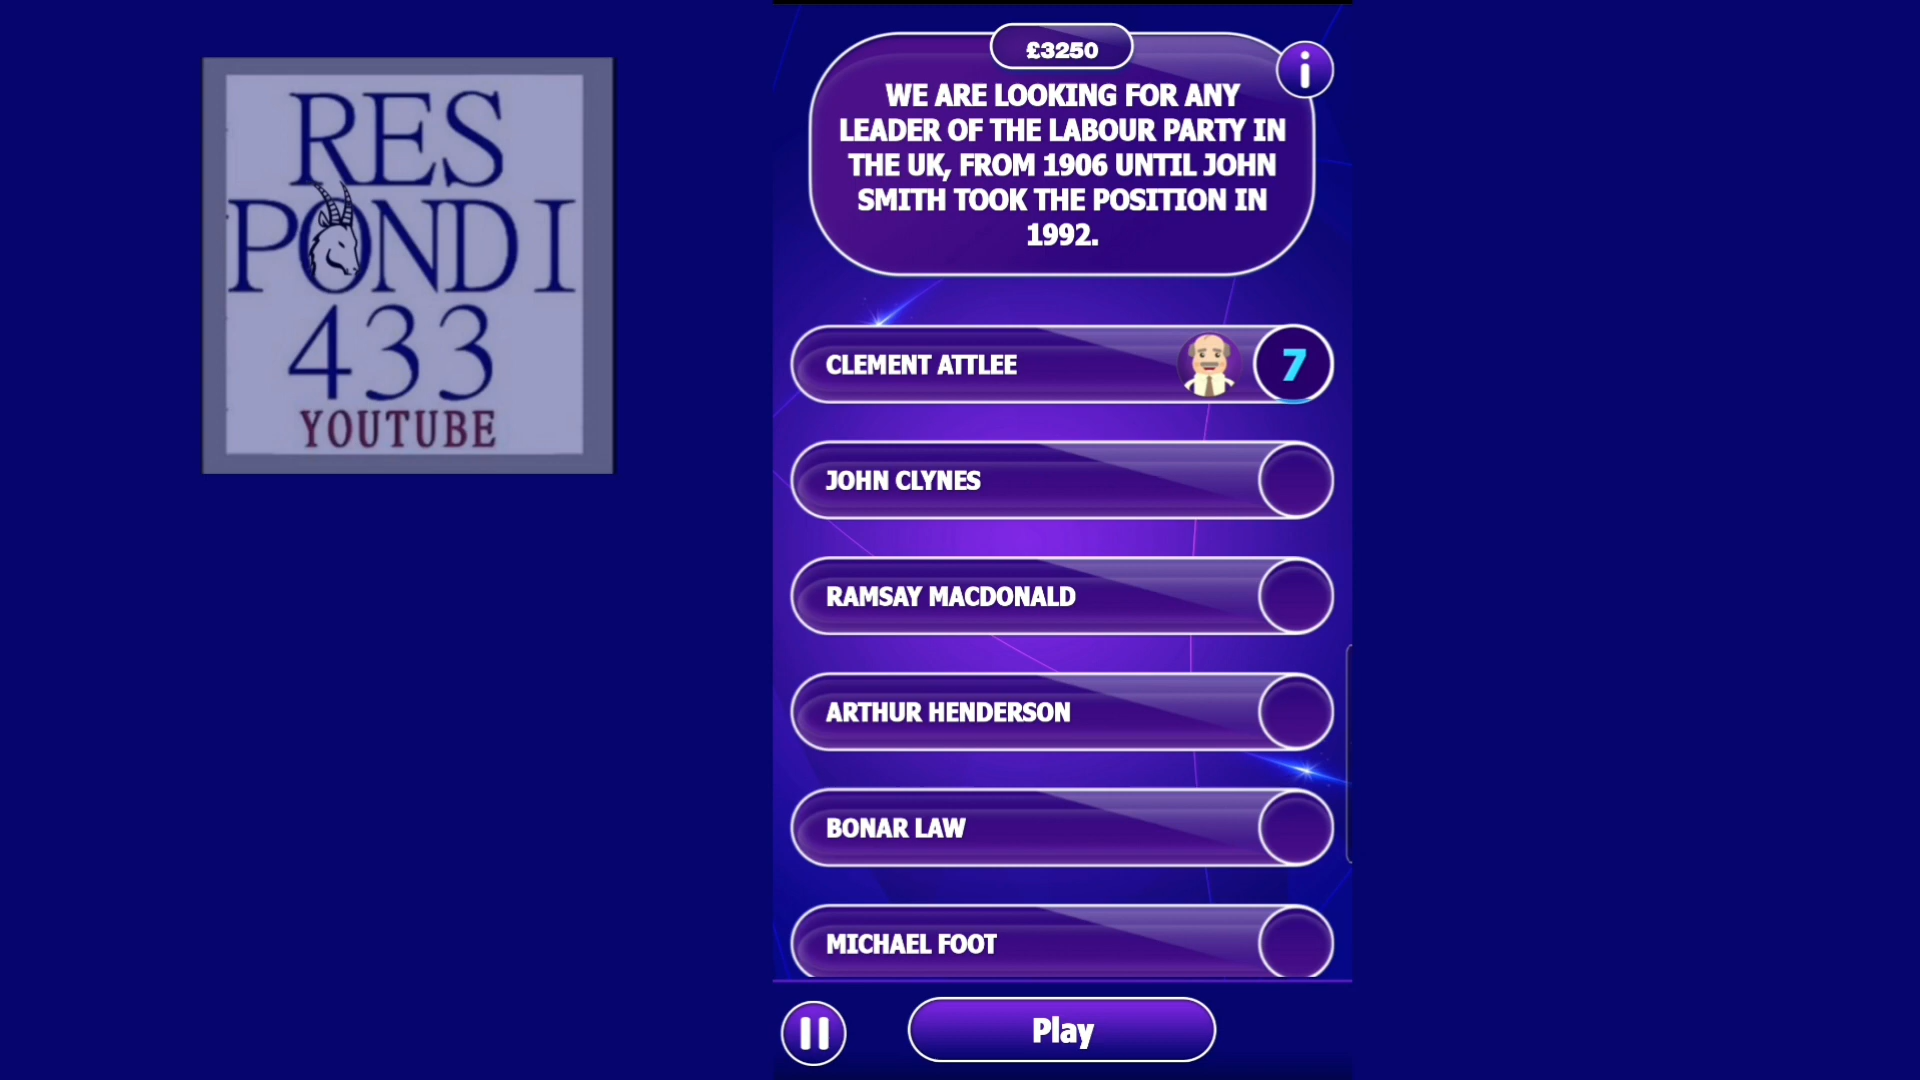 RES
POND I
433
YOUTUBE
£3250
i
WE ARE LOOKING FOR ANY
LEADER OF THE LABOUR PARTY IN
THE UK, FROM 1906 UNTIL JOHN
SMITH TOOK THE POSITION IN
1992.
CLEMENT ATTLEE 7
JOHN CLYNES
RAMSAY MACDONALD
ARTHUR HENDERSON
BONAR LAW
MICHAEL FOOT
Play